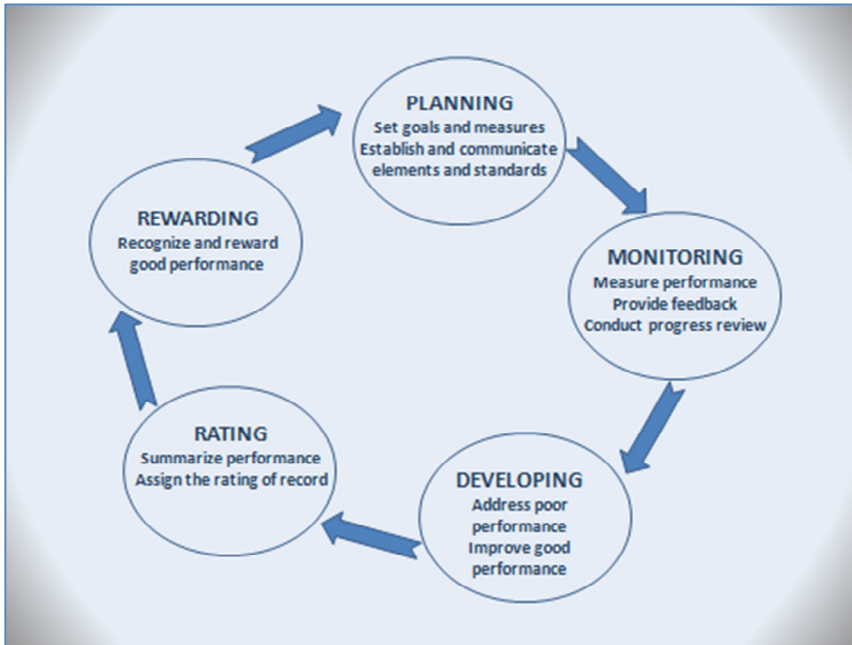 PLANNING
Set goals and measures
Establish and communicate
elements and standards
MONITORING
Measure performance
Provide feedback
Conduct progress review
DEVELOPING
Address poor
performance
Improve good
performance
RATING
Summarize performance
Assign the rating of record
REWARDING
Recognize and reward
good performance